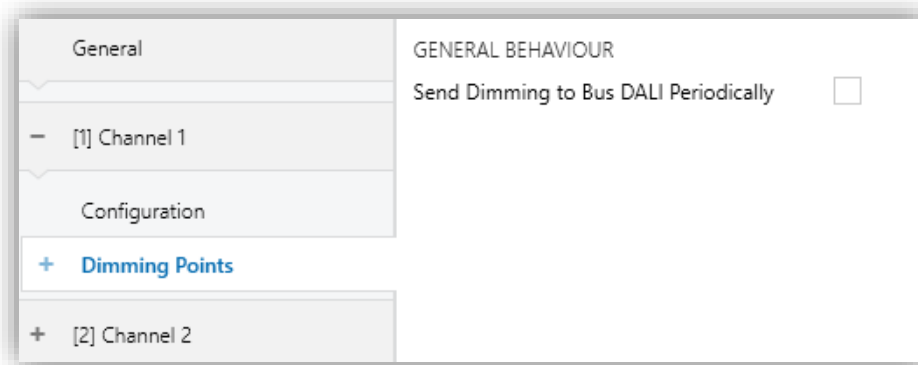 General
− [1] Channel 1
Configuration
+ Dimming Points
+ [2] Channel 2
GENERAL BEHAVIOUR
Send Dimming to Bus DALI Periodically